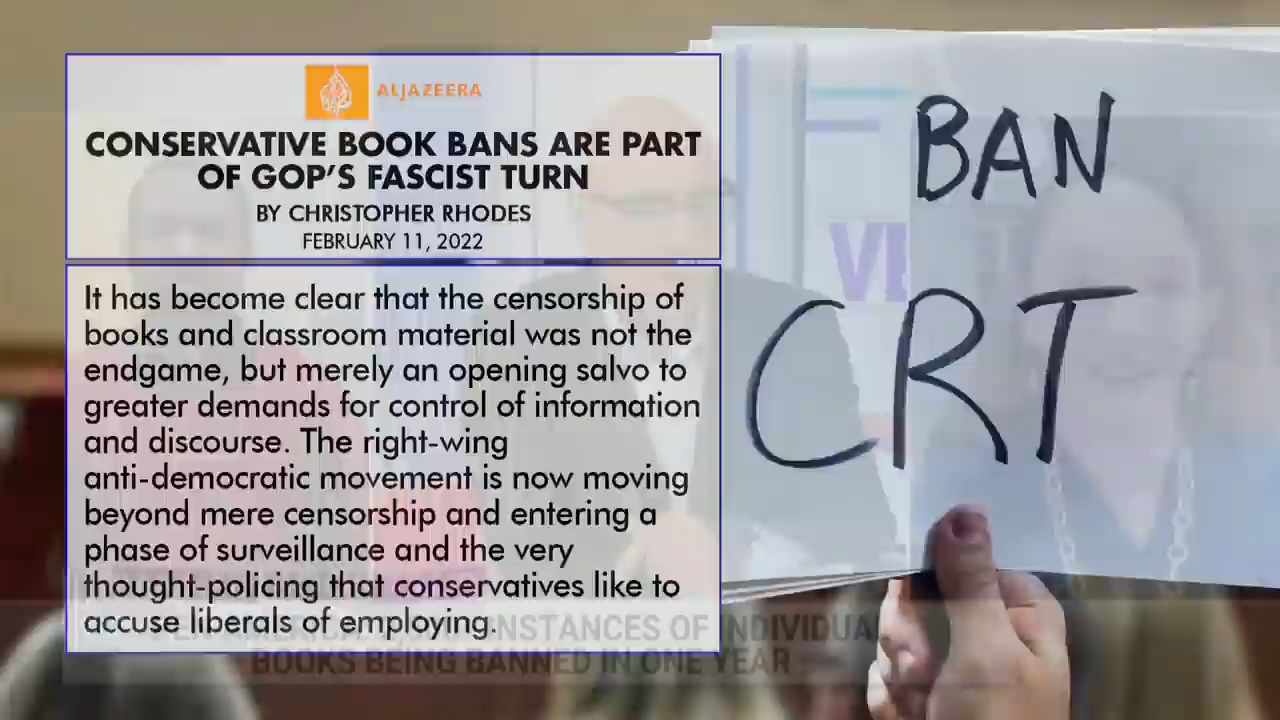 ALJAZEERA
CONSERVATIVE BOOK BANS ARE PART
OF GOP'S FASCIST TURN
BY CHRISTOPHER RHODES
FEBRUARY 11, 2022
It has become clear that the censorship of
books and classroom material was not the
endgame, but merely an opening salvo to
greater demands for control of information
and discourse. The right-wing
anti-democratic movement is now moving
beyond mere censorship and entering a
phase of surveillance and the very
thought-policing that conservatives like to
accuse liberals of employing.
BAN
CRT
VE
INSTANCES OF INDIVIDUAL
BOOKS BEING BANNED IN ONE YEAR